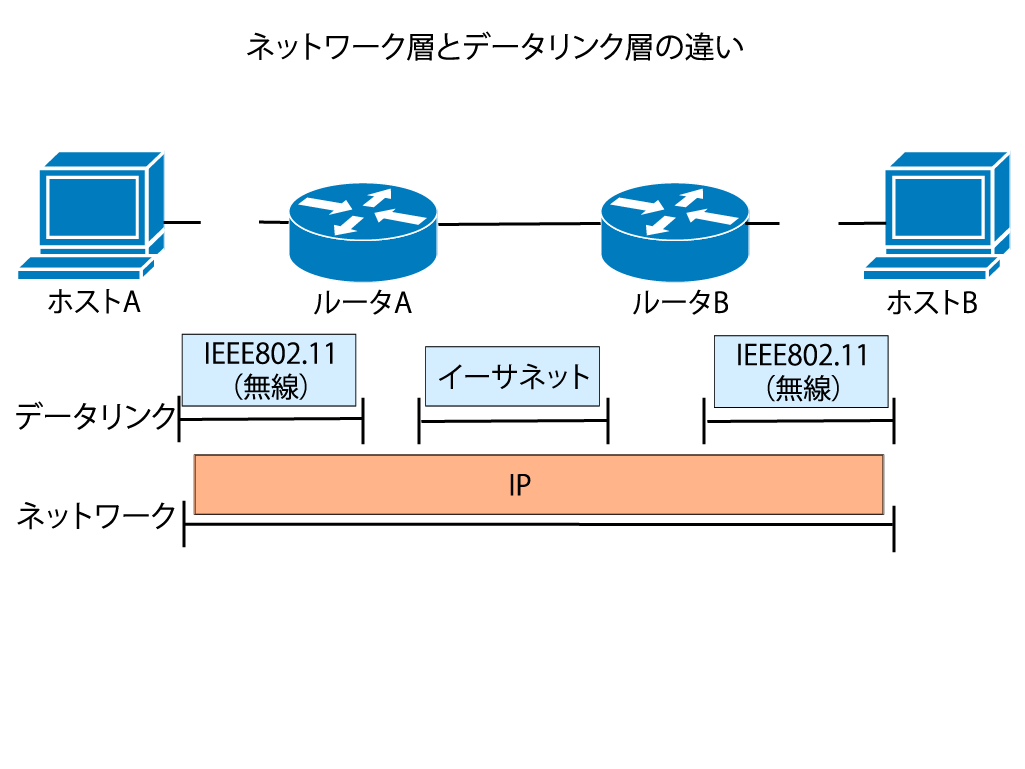 ネットワーク層とデータリンク層の違い
ホストA
ルータA
ルータB
ホストB
IEEE802.11
（無線）
イーサネット
IEEE802.11
（無線）
データリンク
IP
ネットワーク